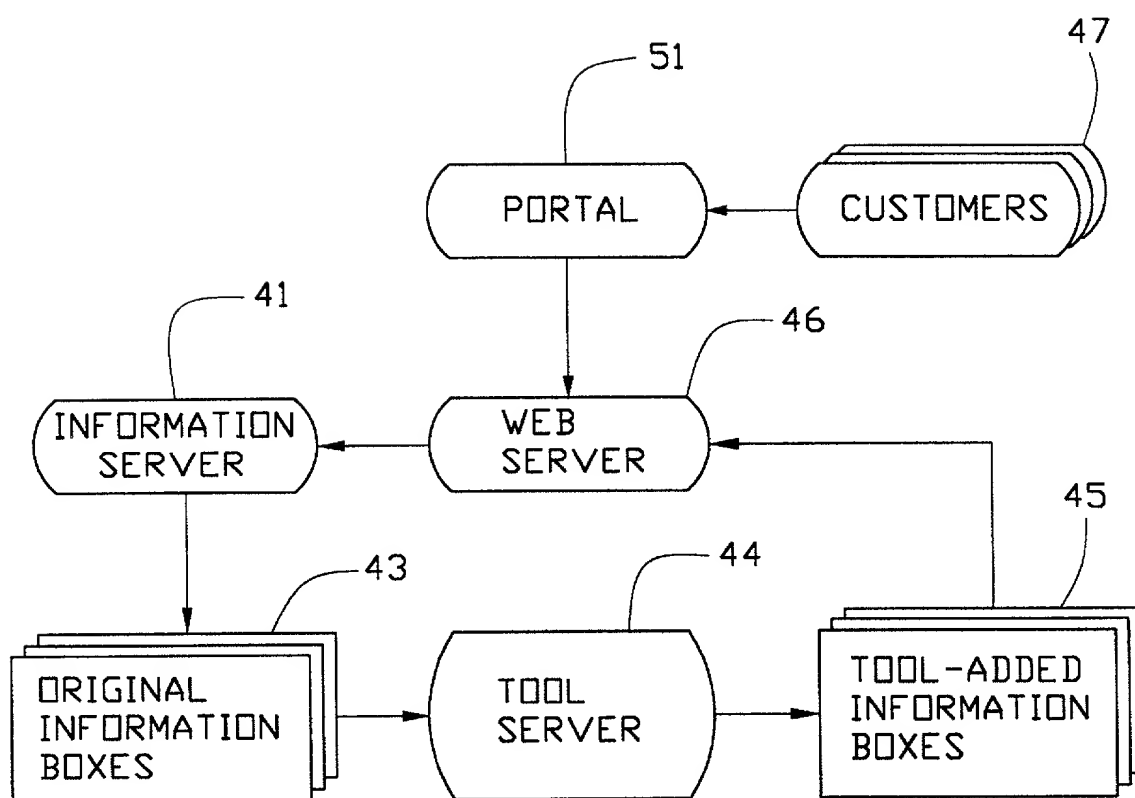 47
51
PORTAL
CUSTOMERS
41
46
INFORMATION
SERVER
WEB
SERVER
45
43
44
ORIGINAL
INFORMATION
BOXES
TOOL
SERVER
TOOL-ADDED
INFORMATION
BOXES